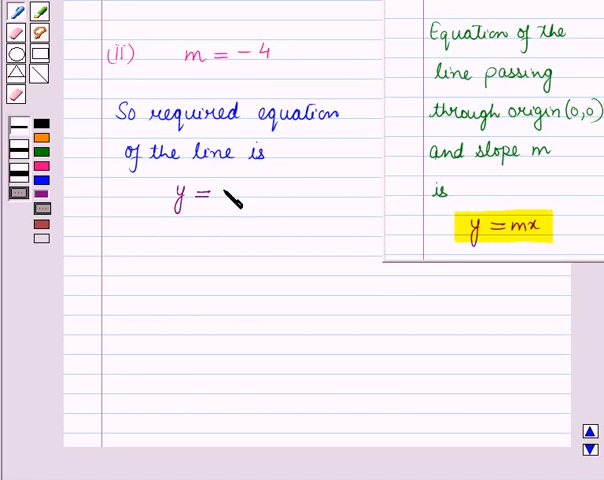 (ii) m = -4
So required equation
of the line is
y =
Equation of the
line passing
through origin (0,0)
and slope m
is
y = mx